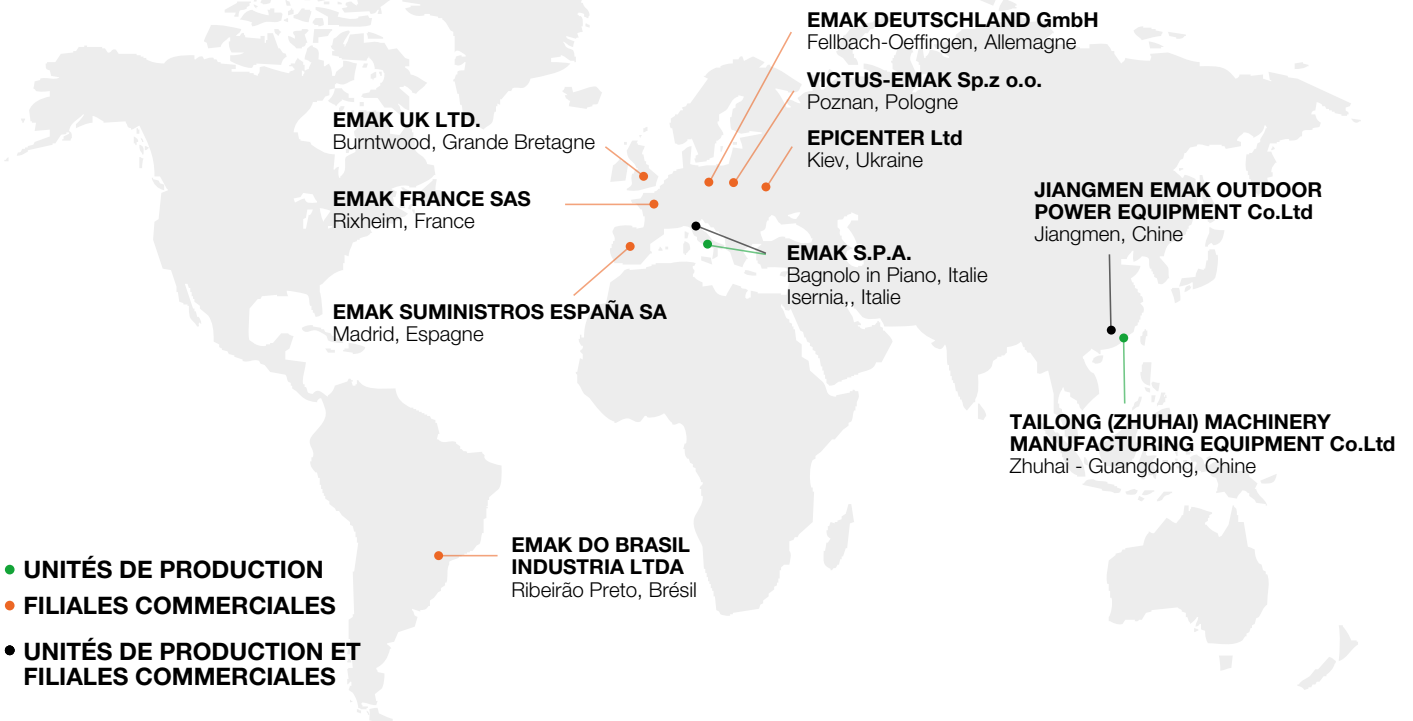 EMAK DEUTSCHLAND GmbH
Fellbach-Oeffingen, Allemagne
VICTUS-EMAK Sp.z o.o.
Poznan, Pologne
EPICENTER Ltd
Kiev, Ukraine
EMAK UK LTD.
Burntwood, Grande Bretagne
EMAK FRANCE SAS
Rixheim, France
EMAK SUMINISTROS ESPAÑA SA
Madrid, Espagne
EMAK S.P.A.
Bagnolo in Piano, Italie
Isernia,, Italie
JIANGMEN EMAK OUTDOOR
POWER EQUIPMENT Co.Ltd
Jiangmen, Chine
TAILONG (ZHUHAI) MACHINERY
MANUFACTURING EQUIPMENT Co.Ltd
Zhuhai - Guangdong, Chine
EMAK DO BRASIL
INDUSTRIA LTDA
Ribeirão Preto, Brésil
UNITÉS DE PRODUCTION
FILIALES COMMERCIALES
UNITÉS DE PRODUCTION ET
FILIALES COMMERCIALES